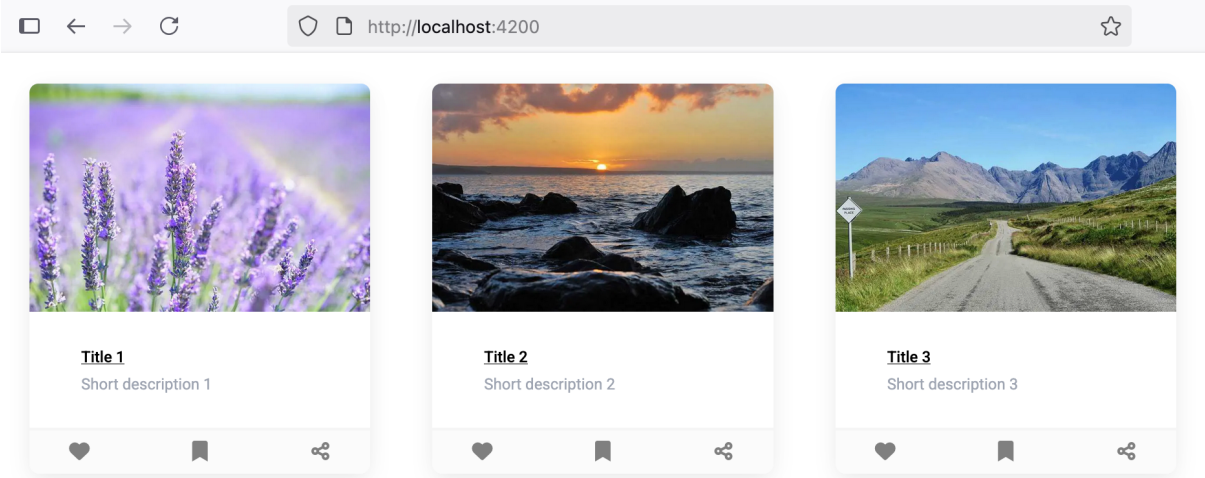 http://localhost:4200
Title 1
Short description 1
Title 2
Short description 2
Title 3
Short description 3